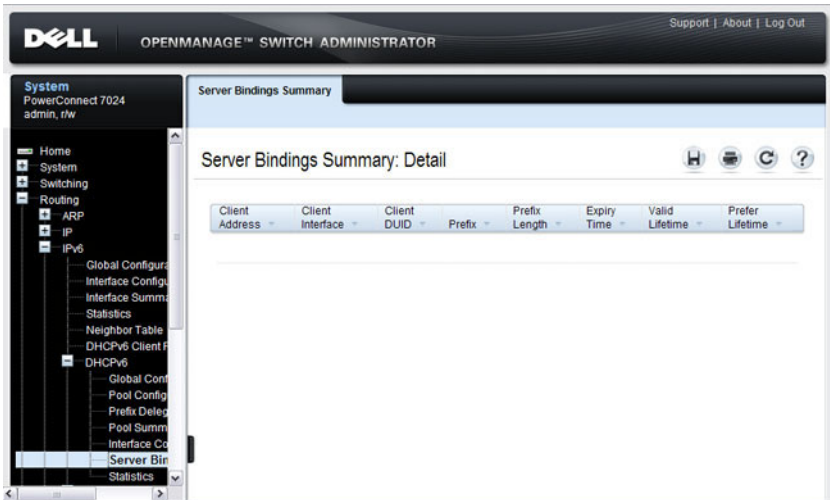 Support | About | Log Out
DELL
OPENMANAGE™ SWITCH ADMINISTRATOR
System
PowerConnect 7024
admin, r/w
Home
System
Switching
Routing
ARP
IP
IPv6
Global Configura
Interface Configu
Interface Summa
Statistics
Neighbor Table
DHCPv6 Client P
DHCPv6
Global Conf
Pool Config
Prefix Deleg
Pool Summ
Interface Co
Server Bin
Statistics
Server Bindings Summary
Server Bindings Summary: Detail
?
Client Address
Client Interface
Client DUID
Prefix
Prefix Length
Expiry Time
Valid Lifetime
Prefer Lifetime